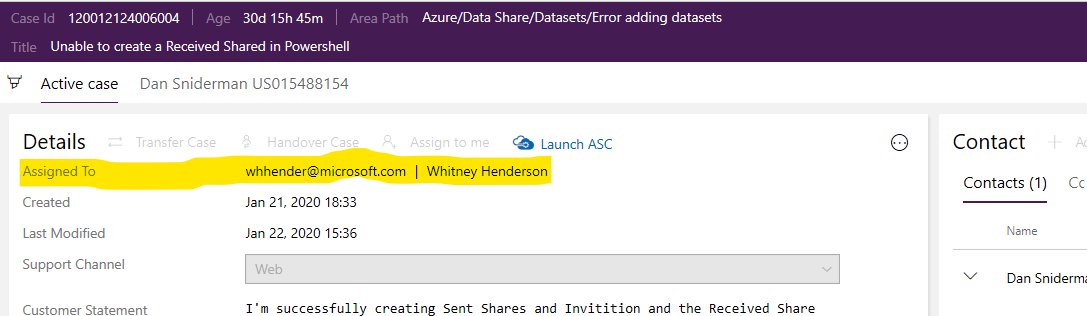 Case Id 120012124006004 | Age 30d 15h 45m | Area Path Azure/Data Share/Datasets/Error adding datasets
Title Unable to create a Received Shared in Powershell
Active case Dan Sniderman US015488154
Details Transfer Case Handover Case Assign to me Launch ASC
Contact
Assigned To whhender@microsoft.com | Whitney Henderson
Contacts (1)
Created Jan 21, 2020 18:33
Last Modified Jan 22, 2020 15:36
Name
Support Channel Web
Dan Sniderma
Customer Statement I'm successfully creating Sent Shares and Invitition and the Received Share